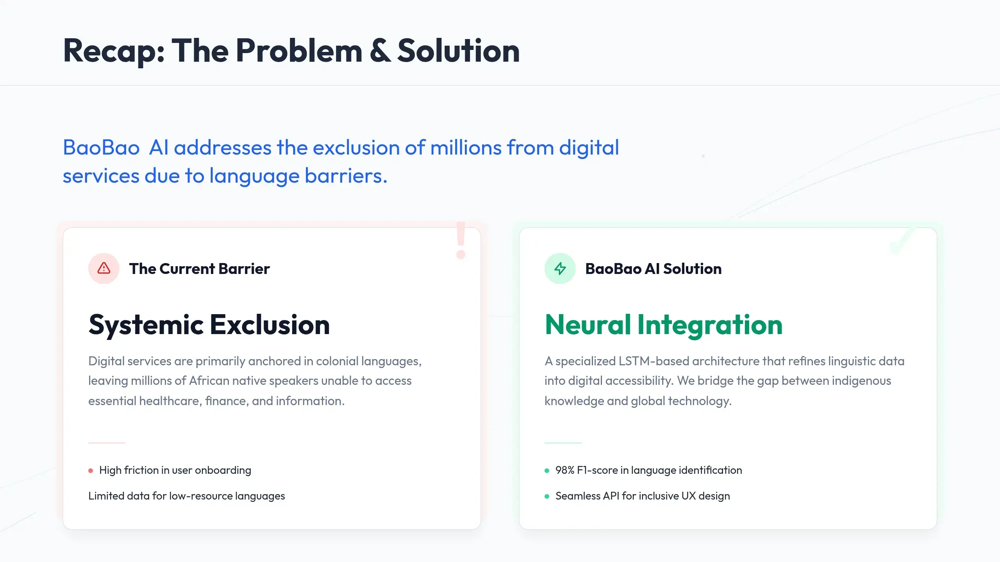 Recap: The Problem & Solution
BaoBao  AI addresses the exclusion of millions from digital
services due to language barriers.
!
The Current Barrier
Systemic Exclusion
Digital services are primarily anchored in colonial languages,
leaving millions of African native speakers unable to access
essential healthcare, finance, and information.
• High friction in user onboarding
Limited data for low-resource languages
✓
BaoBao AI Solution
Neural Integration
A specialized LSTM-based architecture that refines linguistic data
into digital accessibility. We bridge the gap between indigenous
knowledge and global technology.
• 98% F1-score in language identification
• Seamless API for inclusive UX design